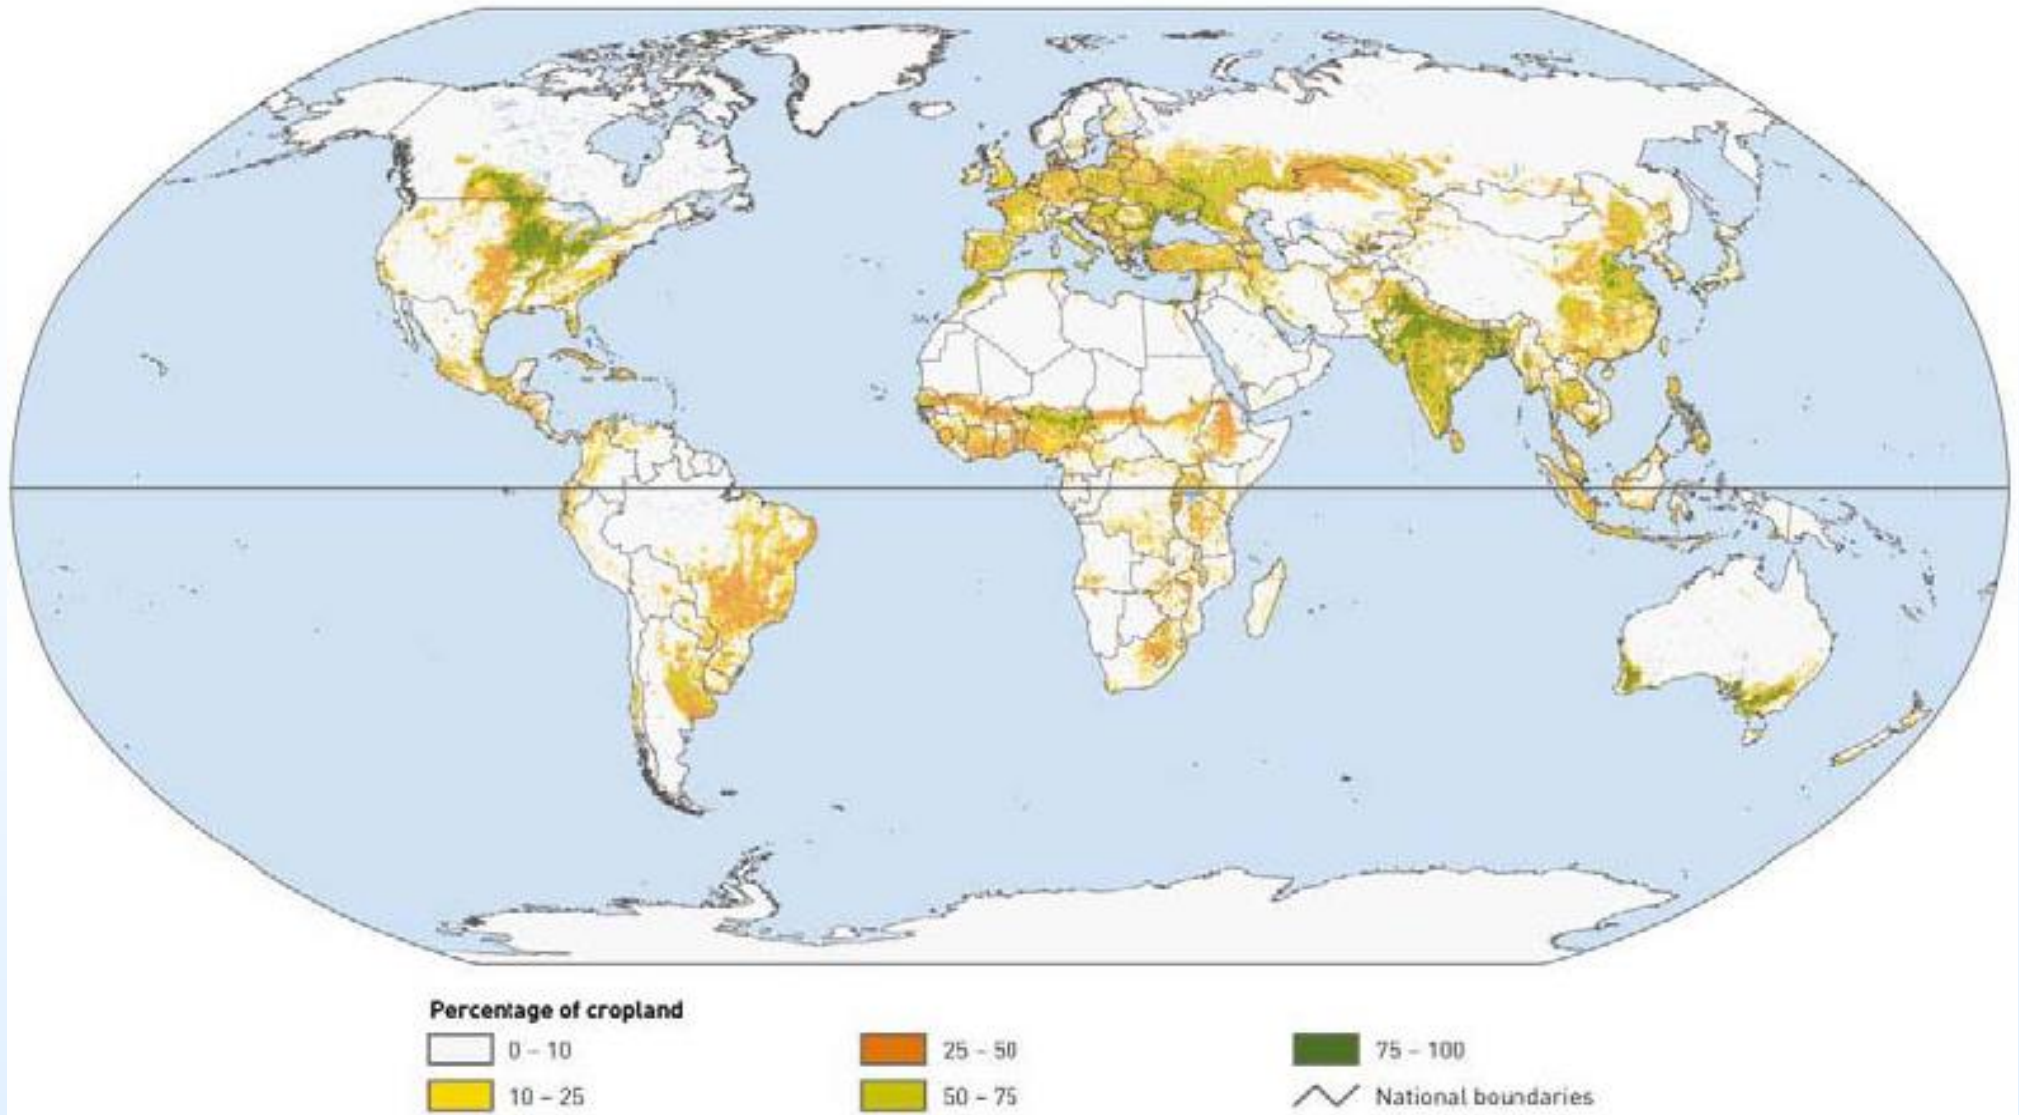 Percentage of cropland
0 – 10
10 – 25
25 – 50
50 – 75
75 – 100
National boundaries